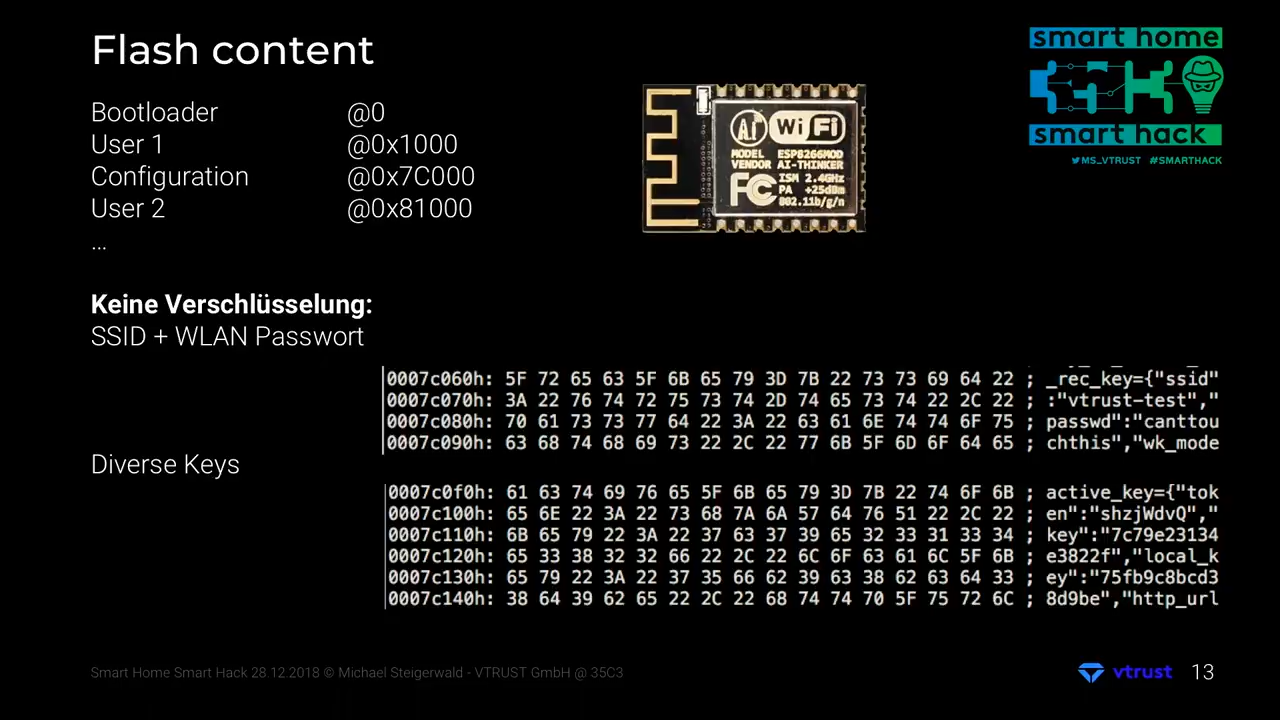 Flash content
smart home
smart hack
MS_VTRUST #SMARTHACK
Bootloader @0
User 1 @0x1000
Configuration @0x7C000
User 2 @0x81000
...
Ai WiFi
MODEL ESP8266MOD
VENDOR AI-THINKER
FC ISM 2.4GHz
PA +25dBm
802.11b/g/n
Keine Verschlüsselung:
SSID + WLAN Passwort
0007c060h: 5F 72 65 63 5F 6B 65 79 3D 7B 22 73 73 69 64 22 ; _rec_key={"ssid"
0007c070h: 3A 22 76 74 72 75 73 74 2D 74 65 73 74 22 2C 22 ; :"vtrust-test","
0007c080h: 70 61 73 73 77 64 22 3A 22 63 61 6E 74 74 6F 75 ; passwd":"canttou
0007c090h: 63 68 74 68 69 73 22 2C 22 77 6B 5F 6D 6F 64 65 ; chthis","wk_mode
Diverse Keys
0007c0f0h: 61 63 74 69 76 65 5F 6B 65 79 3D 7B 22 74 6F 6B ; active_key={"tok
0007c100h: 65 6E 22 3A 22 73 68 7A 6A 57 64 76 51 22 2C 22 ; en":"shzjWdvQ","
0007c110h: 6B 65 79 22 3A 22 37 63 37 39 65 32 33 31 33 34 ; key":"7c79e23134
0007c120h: 65 33 38 32 32 66 22 2C 22 6C 6F 63 61 6C 5F 6B ; e3822f","local_k
0007c130h: 65 79 22 3A 22 37 35 66 62 39 63 38 62 63 64 33 ; ey":"75fb9c8bcd3
0007c140h: 38 64 39 62 65 22 2C 22 68 74 74 70 5F 75 72 6C ; 8d9be","http_url
Smart Home Smart Hack 28.12.2018 © Michael Steigerwald - VTRUST GmbH @ 35C3
vtrust 13